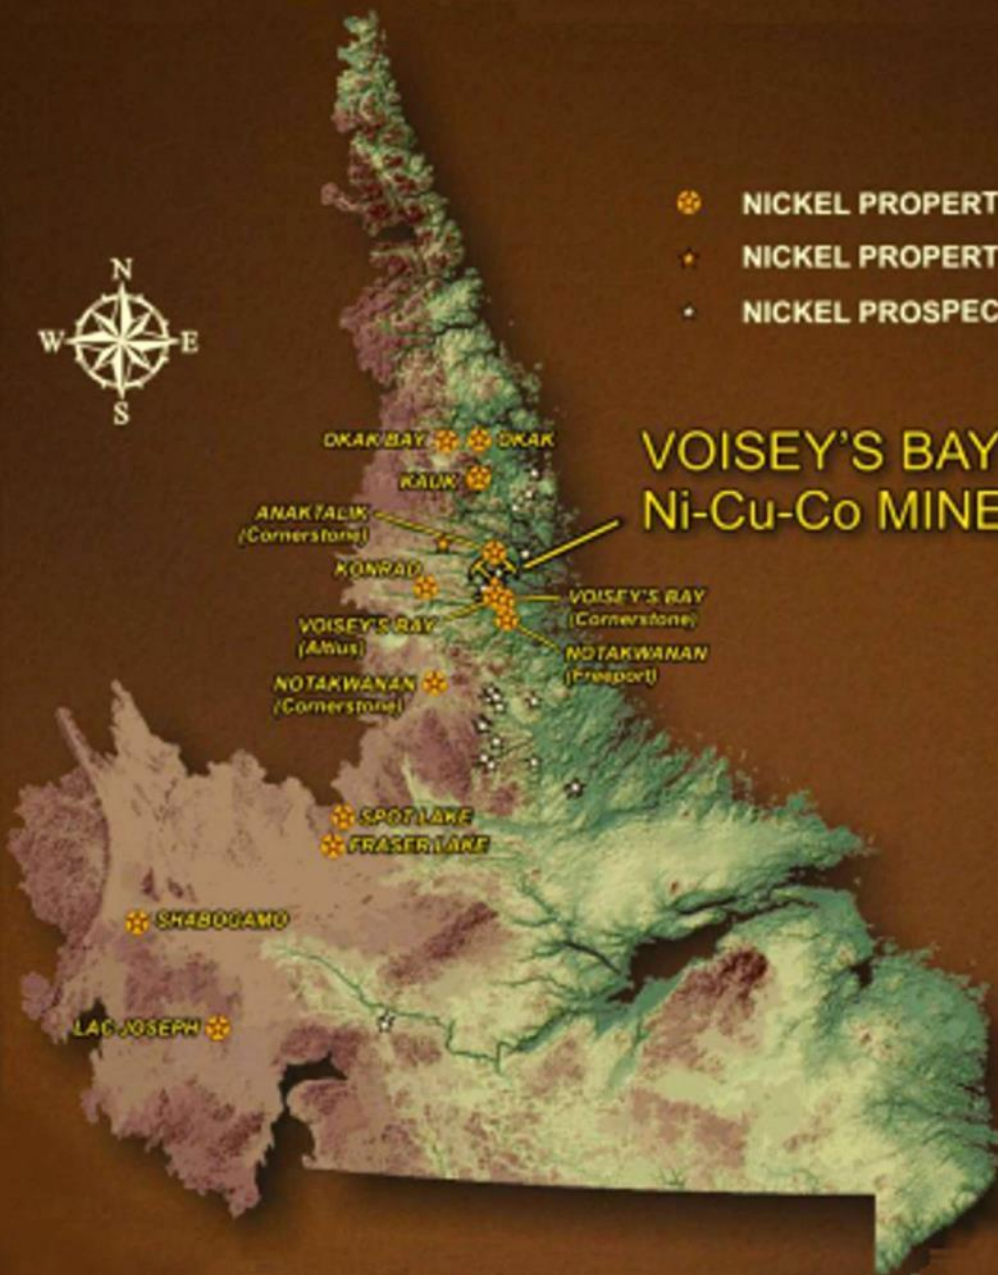 NICKEL PROPERT
NICKEL PROPERT
NICKEL PROSPEC
N
W E
S
VOISEY'S BAY
Ni-Cu-Co MINE
OKAK BAY
OKAK
KAUK
ANAKTALIK
(Cornerstone)
KONRAD
VOISEY'S BAY
(Cornerstone)
VOISEY'S BAY
(Altius)
NOTAKWANAN
(Freeport)
NOTAKWANAN
(Cornerstone)
SPOT LAKE
FRASER LAKE
SHABOGAMO
LAC JOSEPH